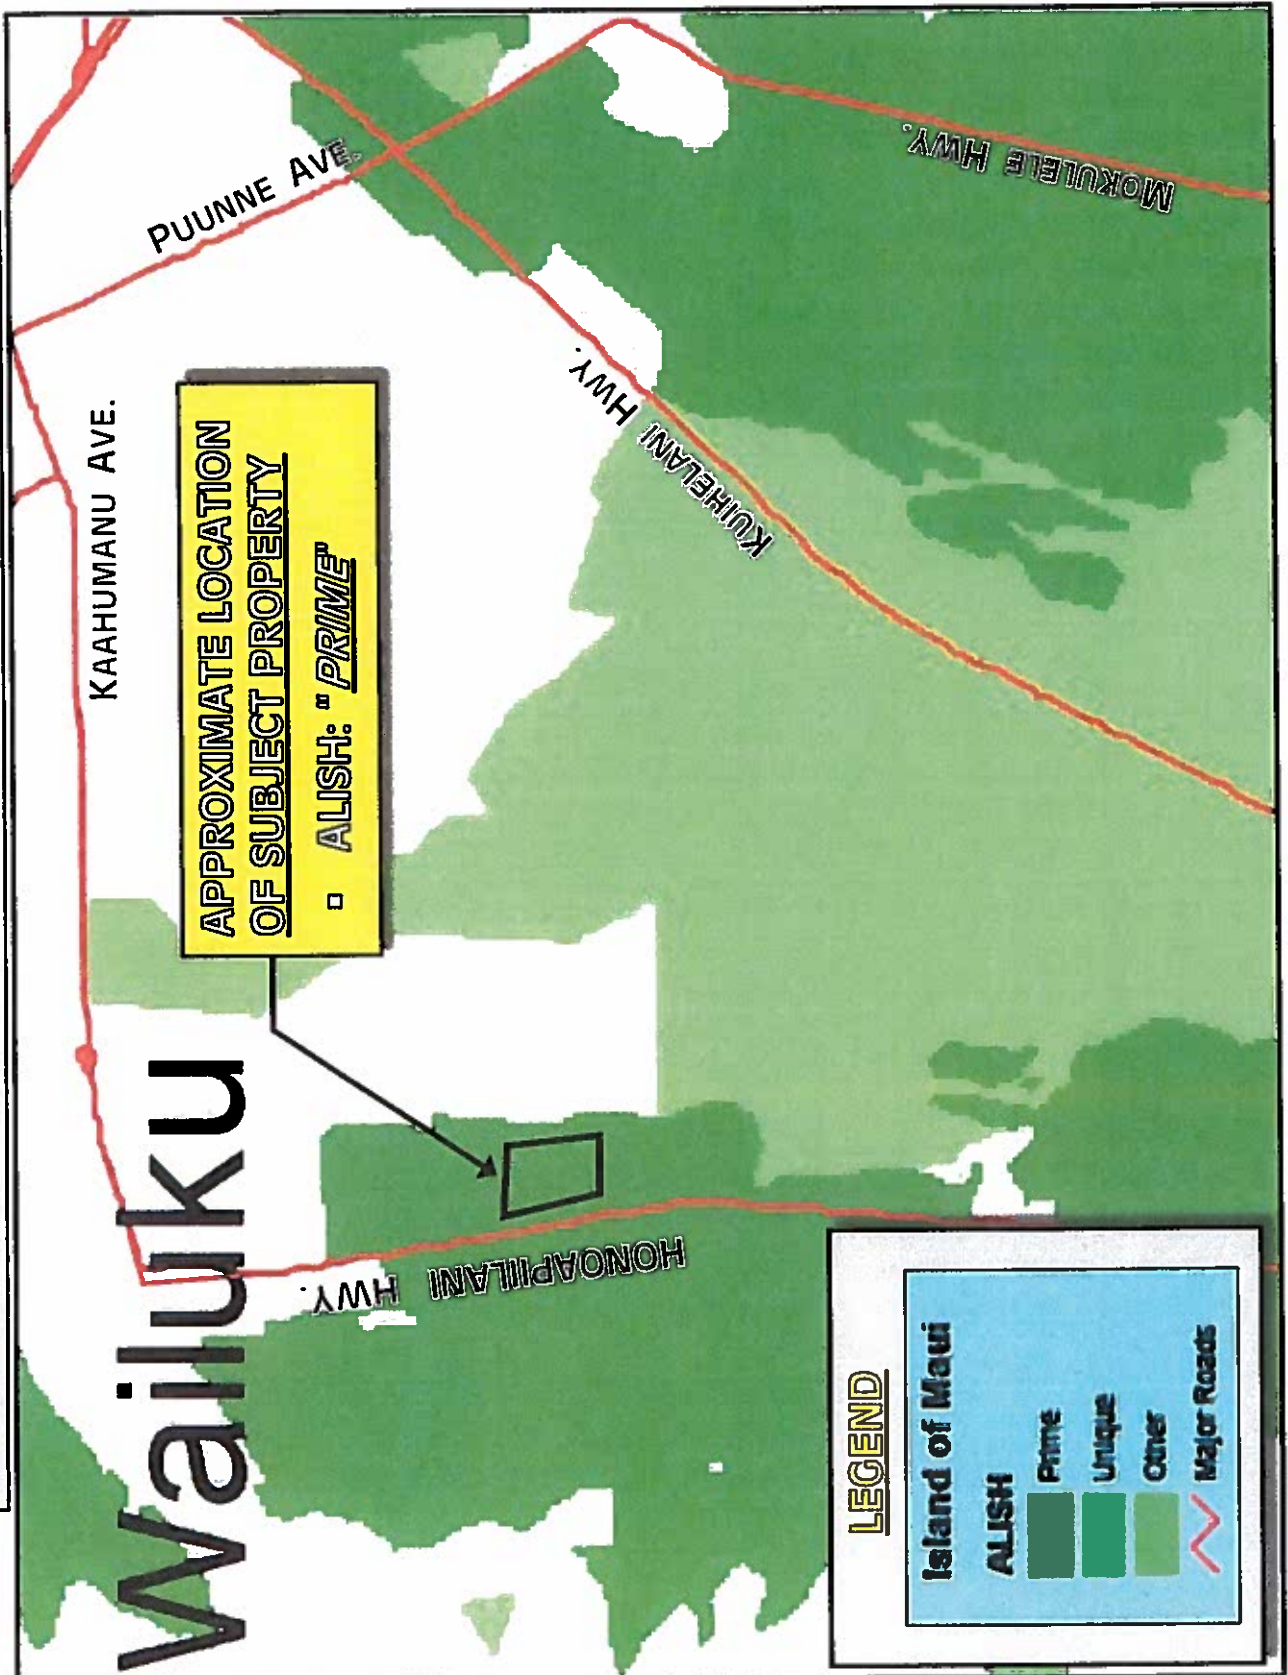 Wailuku
KAAHUMANU AVE.
PUUNNE AVE.
APPROXIMATE LOCATION
OF SUBJECT PROPERTY
▫ ALISH: "PRIME"
HONOAPIILANI HWY.
KUIHELANI HWY.
MOKULELE HWY.
LEGEND
Island of Maui
ALISH
Prime
Unique
Other
Major Roads